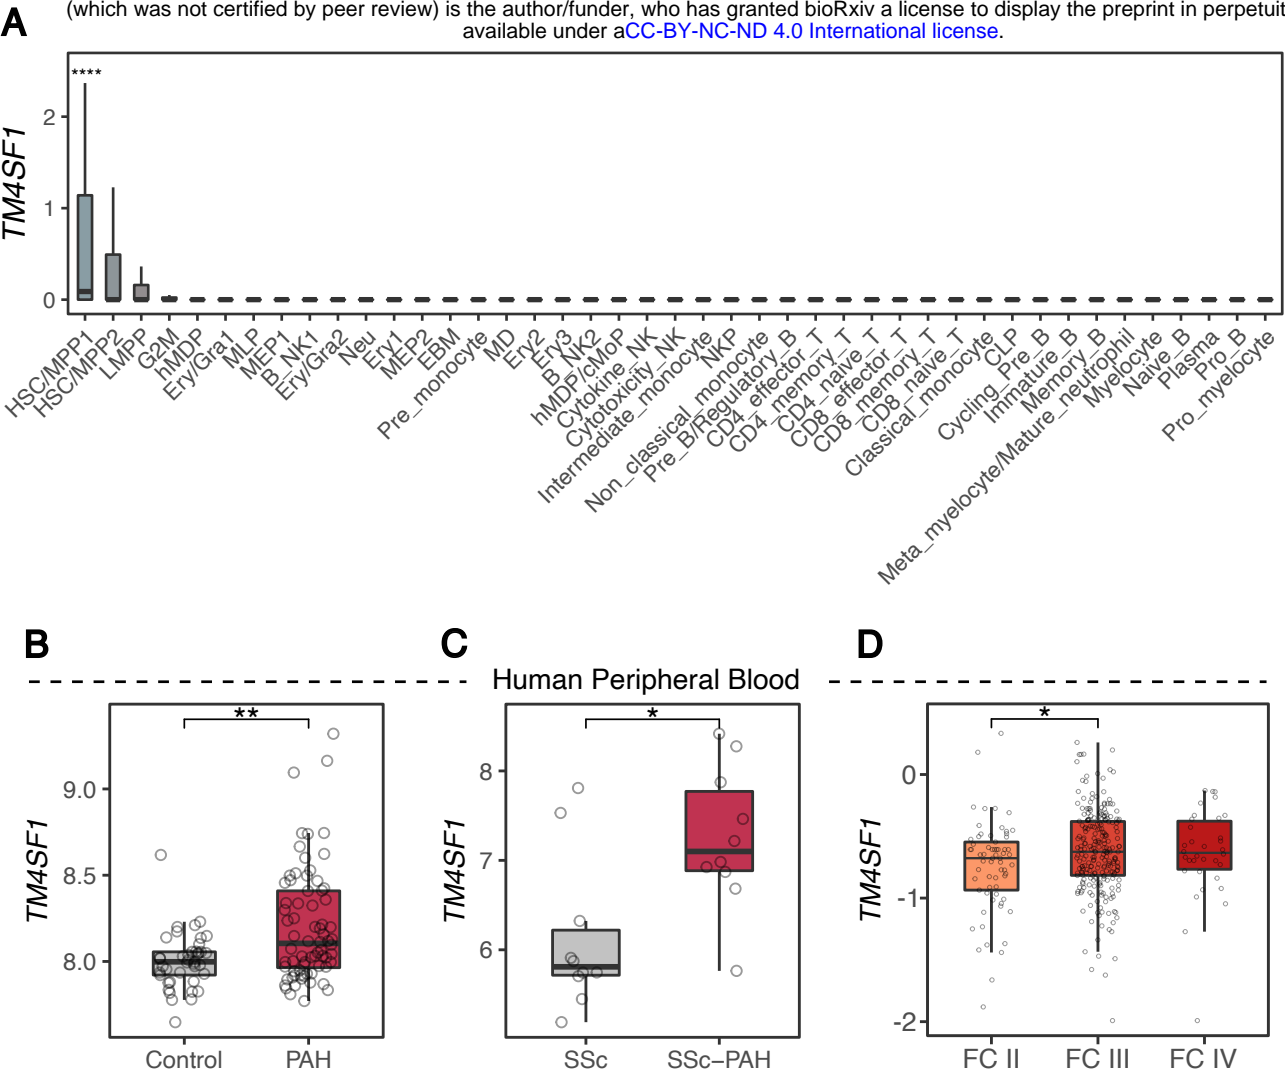 (which was not certified by peer review) is the author/funder, who has granted bioRxiv a license to display the preprint in perpetuit
available under aCC-BY-NC-ND 4.0 International license.
A
****
TM4SF1
2
1
0
HSC/MPP1
HSC/MPP2
LMPP
G2M
hMDP
Ery/Gra1
MLP
MEP1
B_NK1
Ery/Gra2
Neu
Ery1
MEP2
EBM
Pre_monocyte
MD
Ery2
Ery3
B_NK2
hMDP/cMoP
Cytokine_NK
Cytotoxicity_NK
Intermediate_monocyte
NKP
Non_classical_monocyte
Pre_B/Regulatory_B
CD4_effector_T
CD4_memory_T
CD4_naive_T
CD8_effector_T
CD8_memory_T
CD8_naive_T
Classical_monocyte
CLP
Cycling_Pre_B
Immature_B
Memory_B
Meta_myelocyte/Mature_neutrophil
Myelocyte
Naive_B
Plasma
Pro_B
Pro_myelocyte
B
C
D
Human Peripheral Blood
**
TM4SF1
9.0
8.5
8.0
Control
PAH
*
TM4SF1
8
7
6
SSc
SSc−PAH
*
TM4SF1
0
-1
-2
FC II
FC III
FC IV